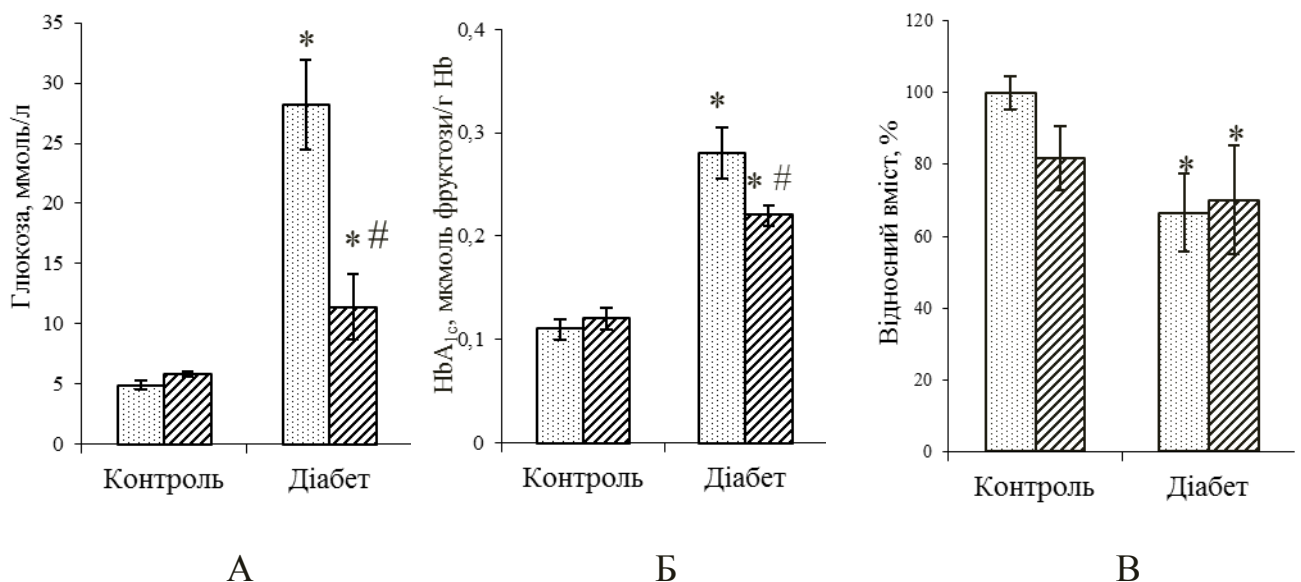 Глюкоза, ммоль/л
35
30
25
20
15
10
5
0
*
* #
Контроль
Діабет
А
HbA1c, мкмоль фруктози/г Hb
0,4
0,3
0,2
0,1
0
*
* #
Контроль
Діабет
Б
Відносний вміст, %
120
100
80
60
40
20
0
*
*
Контроль
Діабет
В